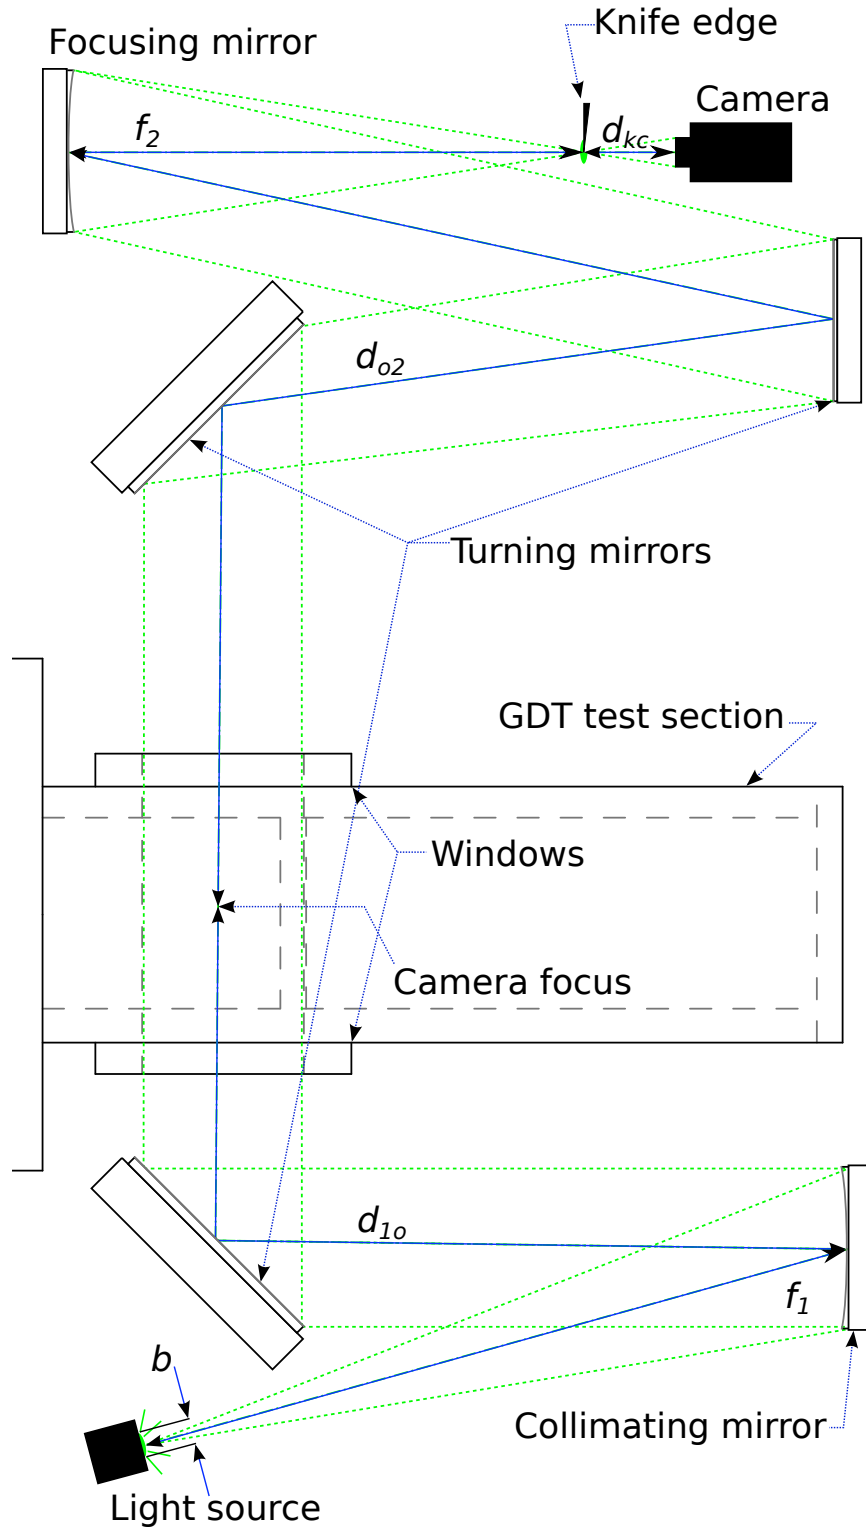 Knife edge
Focusing mirror
Camera
f2
dkc
do2
Turning mirrors
GDT test section
Windows
Camera focus
d1o
f1
b
Collimating mirror
Light source